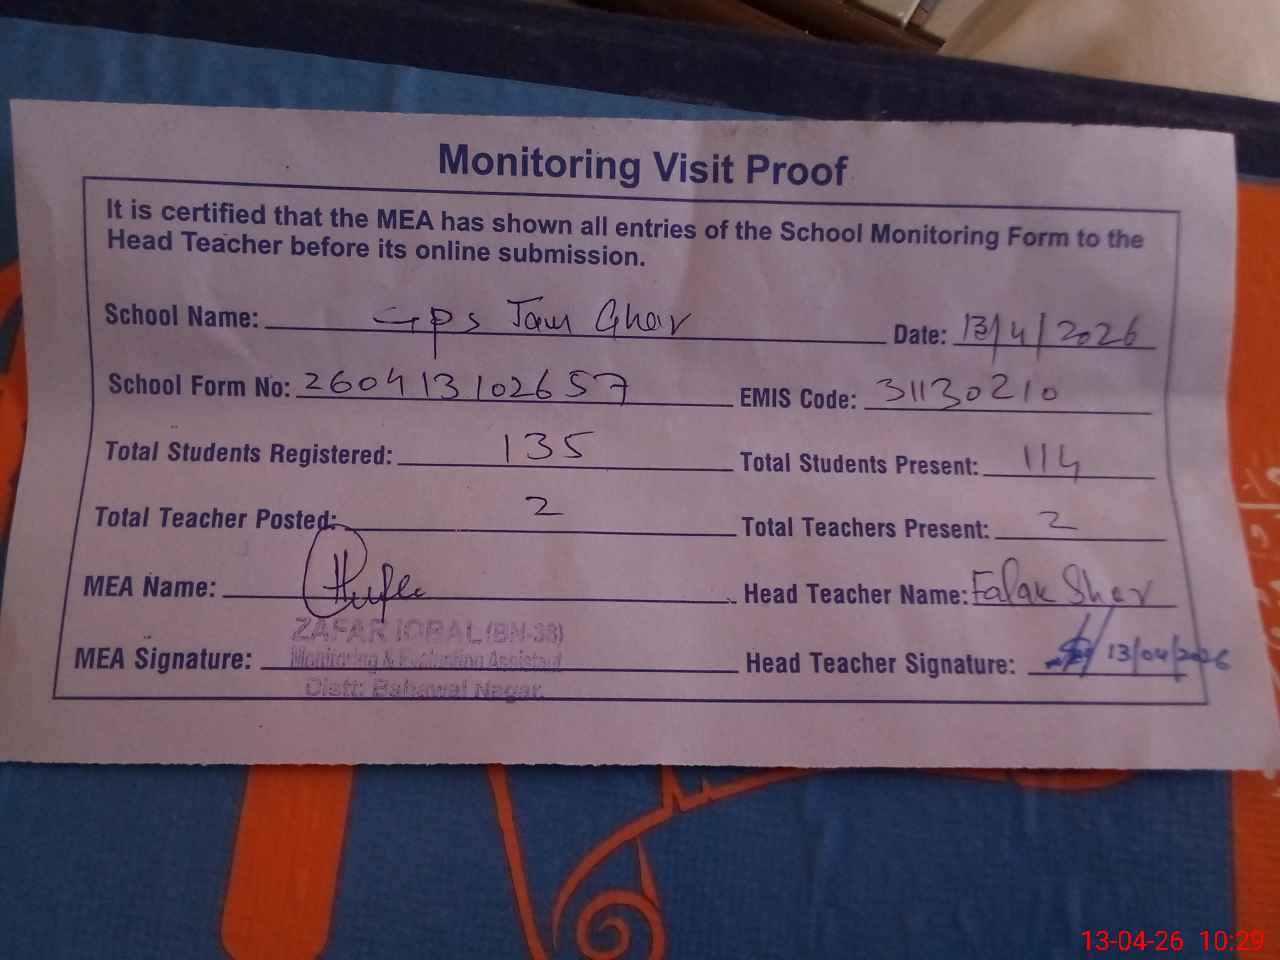 Monitoring Visit Proof
It is certified that the MEA has shown all entries of the School Monitoring Form to the
Head Teacher before its online submission.
School Name: GPS Jam Ghar Date: 13/4/2026
School Form No: 260413102657 EMIS Code: 31130210
Total Students Registered: 135 Total Students Present: 114
Total Teacher Posted: 2 Total Teachers Present: 2
MEA Name: Head Teacher Name: Falak Sher
ZAFAR IQBAL (BN-38)
MEA Signature: Monitoring & Evaluating Assistant Head Teacher Signature: 13/04/2026
Distt: Bahawal Nagar.
13-04-26 10:29